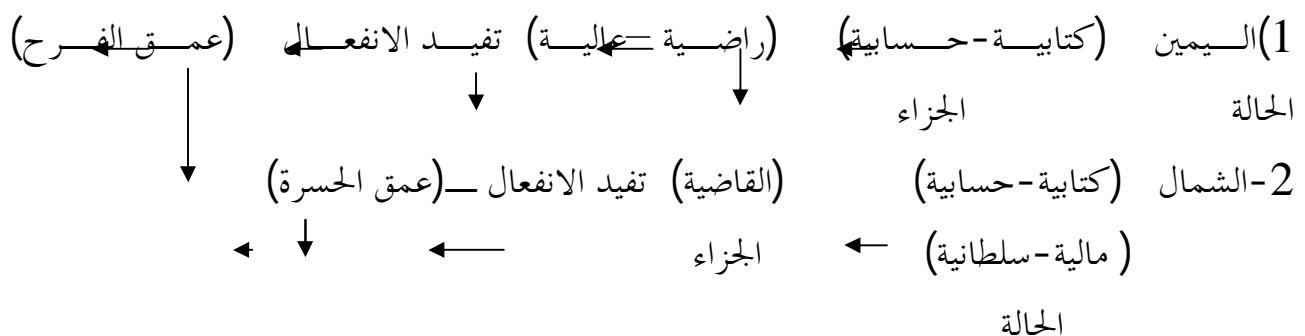 1)اليمين (كتابية-حسابية) (راضية –عالية) تفيد الانفعال (عمق الفرح)
الحالة الجزاء
2-الشمال (كتابية-حسابية) (القاضية) تفيد الانفعال –(عمق الحسرة)
( مالية-سلطانية) الجزاء
الحالة